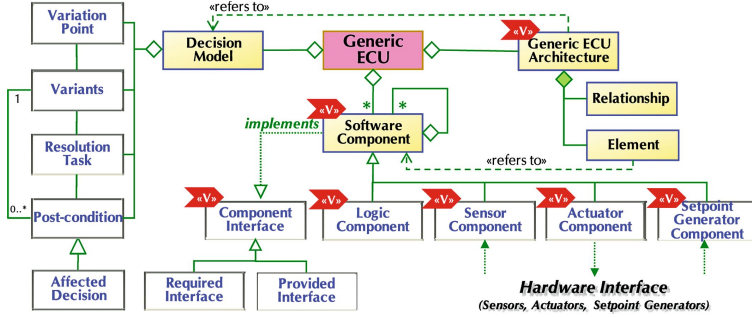 «refers to»
Variation
Point
Decision
Model
Generic
ECU
«V»
Generic ECU
Architecture
Variants
1
Relationship
«V»
*
*
implements
Software
Component
Element
Resolution
Task
«refers to»
0..*
Post-condition
«V»
Component
Interface
«V»
Logic
Component
«V»
Sensor
Component
«V»
Actuator
Component
«V»
Setpoint
Generator
Component
Affected
Decision
Required
Interface
Provided
Interface
Hardware Interface
(Sensors, Actuators, Setpoint Generators)